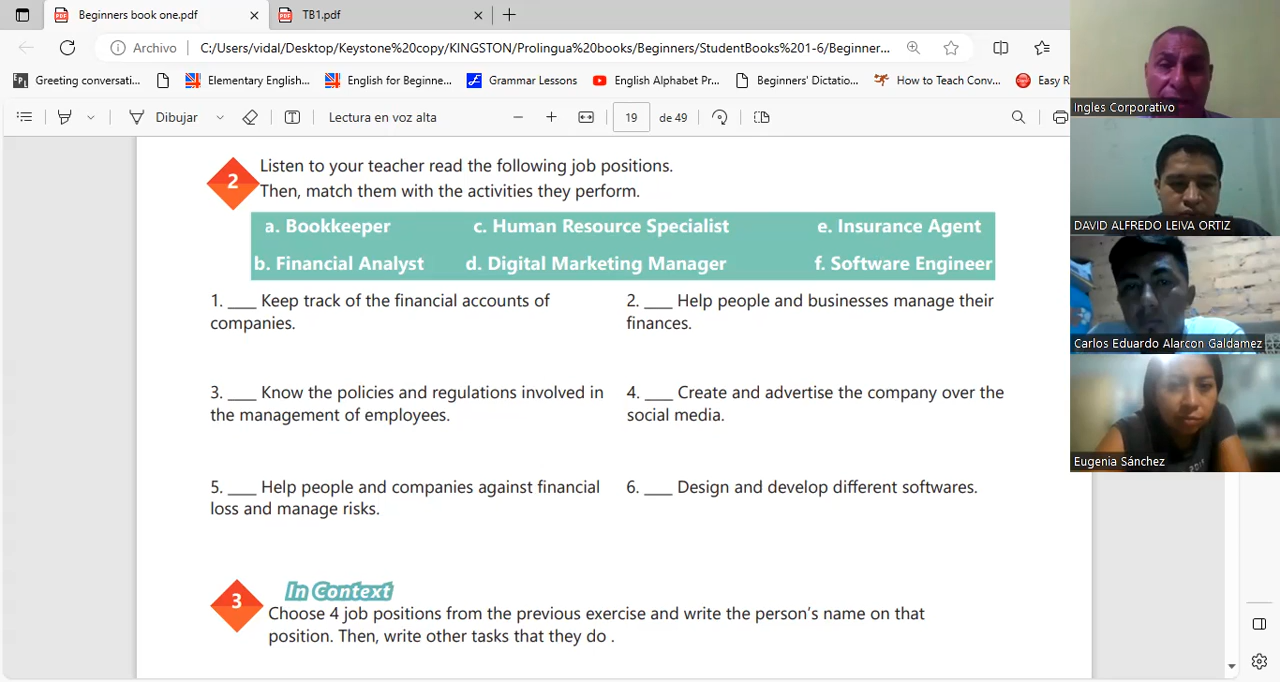 Beginners book one.pdf
TB1.pdf
Archivo
C:/Users/vidal/Desktop/Keystone%20copy/KINGSTON/Prolingua%20books/Beginners/StudentBooks%201-6/Beginner...
Greeting conversati...
Elementary English...
English for Beginne...
Grammar Lessons
English Alphabet Pr...
Beginners' Dictatio...
How to Teach Conv...
Easy R
Dibujar
Lectura en voz alta
19 de 49
Ingles Corporativo
DAVID ALFREDO LEIVA ORTIZ
Carlos Eduardo Alarcon Galdamez
Eugenia Sánchez
2
Listen to your teacher read the following job positions.
Then, match them with the activities they perform.
a. Bookkeeper c. Human Resource Specialist e. Insurance Agent
b. Financial Analyst d. Digital Marketing Manager f. Software Engineer
1. ___ Keep track of the financial accounts of
companies.
2. ___ Help people and businesses manage their
finances.
3. ___ Know the policies and regulations involved in
the management of employees.
4. ___ Create and advertise the company over the
social media.
5. ___ Help people and companies against financial
loss and manage risks.
6. ___ Design and develop different softwares.
3
In Context
Choose 4 job positions from the previous exercise and write the person's name on that
position. Then, write other tasks that they do .